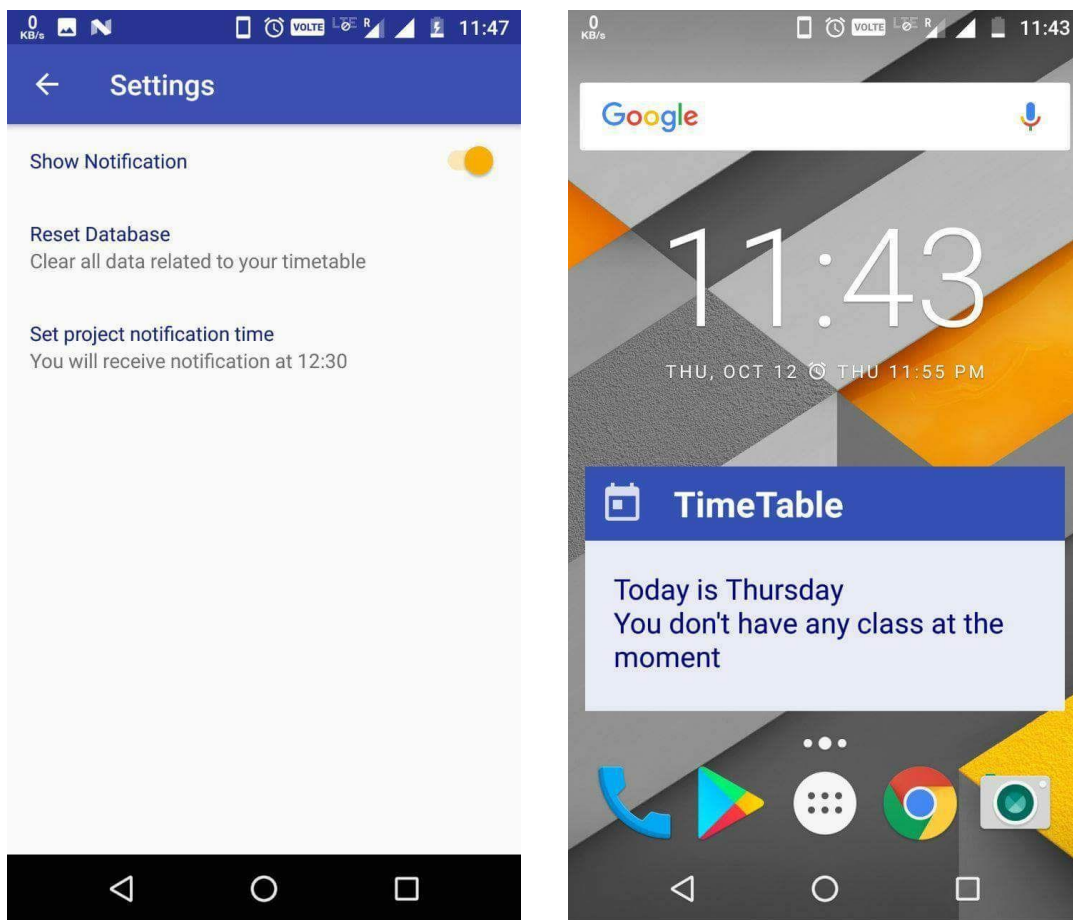 0
KB/s
N
VOLTE
LTE
R
11:47
Settings
Show Notification
Reset Database
Clear all data related to your timetable
Set project notification time
You will receive notification at 12:30
0
KB/s
VOLTE
LTE
R
11:43
Google
11:43
THU, OCT 12 THU 11:55 PM
TimeTable
Today is Thursday
You don't have any class at the
moment